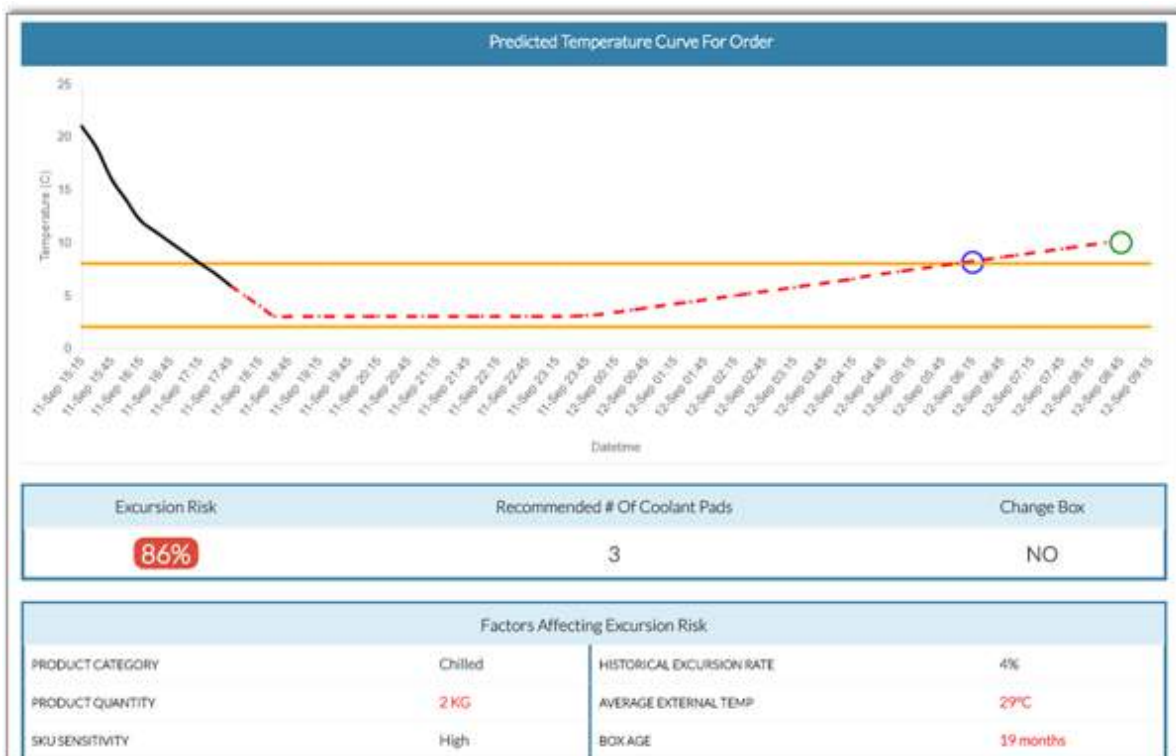 Predicted Temperature Curve For Order
25
20
15
10
5
0
Temperature (C)
11-Sep 15:15
11-Sep 15:45
11-Sep 16:15
11-Sep 16:45
11-Sep 17:15
11-Sep 17:45
11-Sep 18:15
11-Sep 18:45
11-Sep 19:15
11-Sep 19:45
11-Sep 20:15
11-Sep 20:45
11-Sep 21:15
11-Sep 21:45
11-Sep 22:15
11-Sep 22:45
11-Sep 23:15
11-Sep 23:45
12-Sep 00:15
12-Sep 00:45
12-Sep 01:15
12-Sep 01:45
12-Sep 02:15
12-Sep 02:45
12-Sep 03:15
12-Sep 03:45
12-Sep 04:15
12-Sep 04:45
12-Sep 05:15
12-Sep 05:45
12-Sep 06:15
12-Sep 06:45
12-Sep 07:15
12-Sep 07:45
12-Sep 08:15
12-Sep 08:45
12-Sep 09:15
Datetime
Excursion Risk Recommended # Of Coolant Pads Change Box
86% 3 NO
Factors Affecting Excursion Risk
PRODUCT CATEGORY Chilled HISTORICAL EXCURSION RATE 4%
PRODUCT QUANTITY 2 KG AVERAGE EXTERNAL TEMP 29°C
SKU SENSITIVITY High BOX AGE 19 months